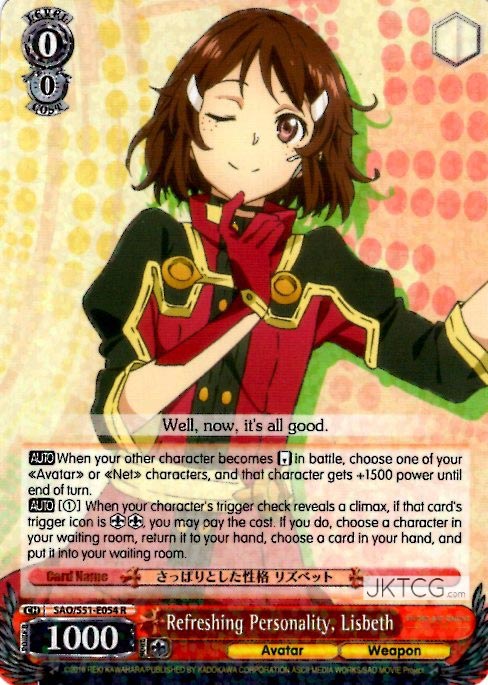 LEVEL
0
0
COST
Well, now, it's all good.
AUTO When your other character becomes in battle, choose one of your
«Avatar» or «Net» characters, and that character gets +1500 power until
end of turn.
AUTO [①] When your character's trigger check reveals a climax, if that card's
trigger icon is , you may pay the cost. If you do, choose a character in
your waiting room, return it to your hand, choose a card in your hand, and
put it into your waiting room.
Card Name さっぱりとした性格 リズベット
JKTCG.com
CH SAO/S51-E054 R
POWER 1000 SOUL
Refreshing Personality, Lisbeth
Avatar Weapon
REKI KAWAHARA/PUBLISHED BY KADOKAWA CORPORATION ASCII MEDIA WORKS/SAO MOVIE Project